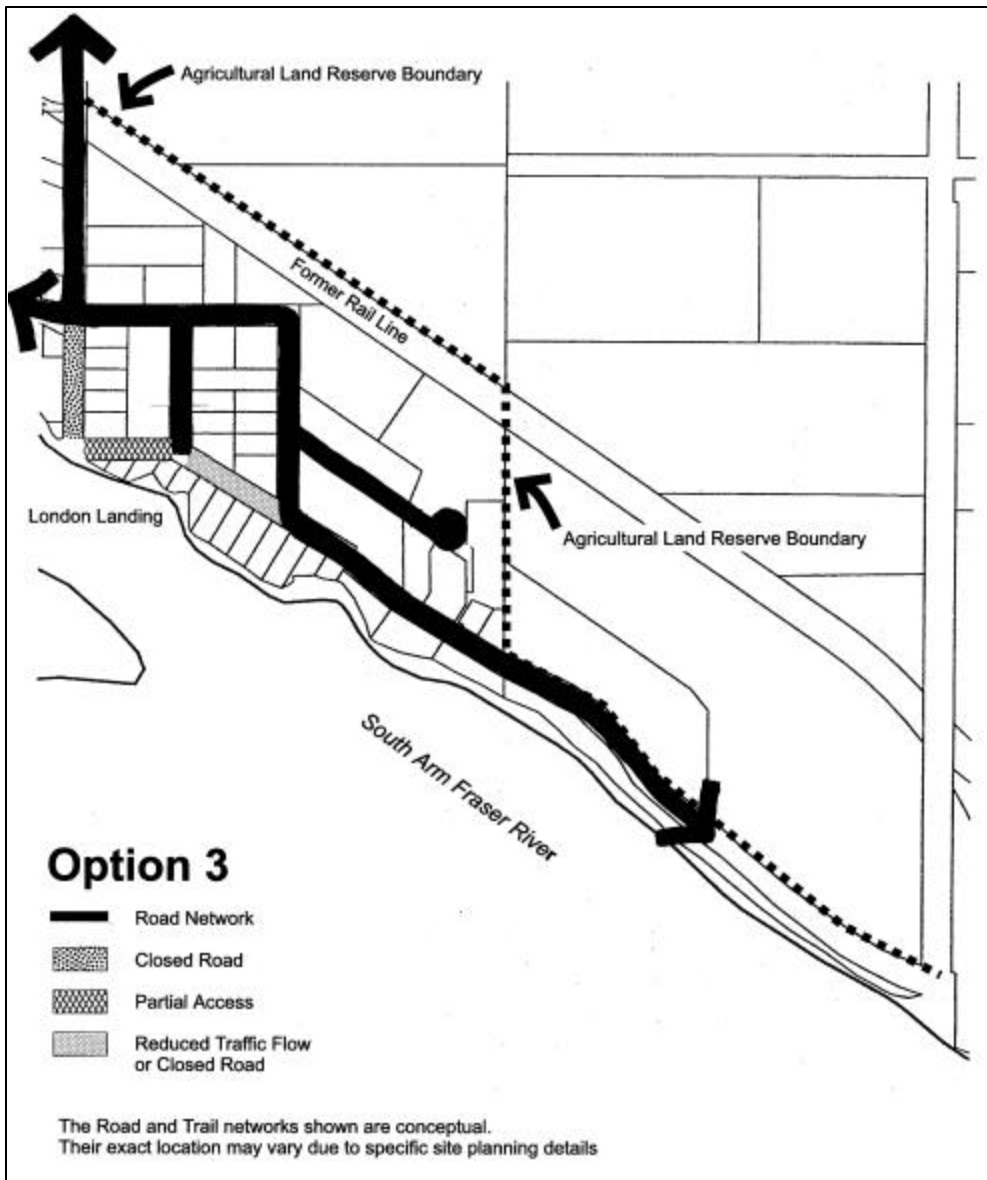 Agricultural Land Reserve Boundary
Former Rail Line
London Landing
Agricultural Land Reserve Boundary
South Arm Fraser River
Option 3
Road Network
Closed Road
Partial Access
Reduced Traffic Flow
or Closed Road
The Road and Trail networks shown are conceptual.
Their exact location may vary due to specific site planning details